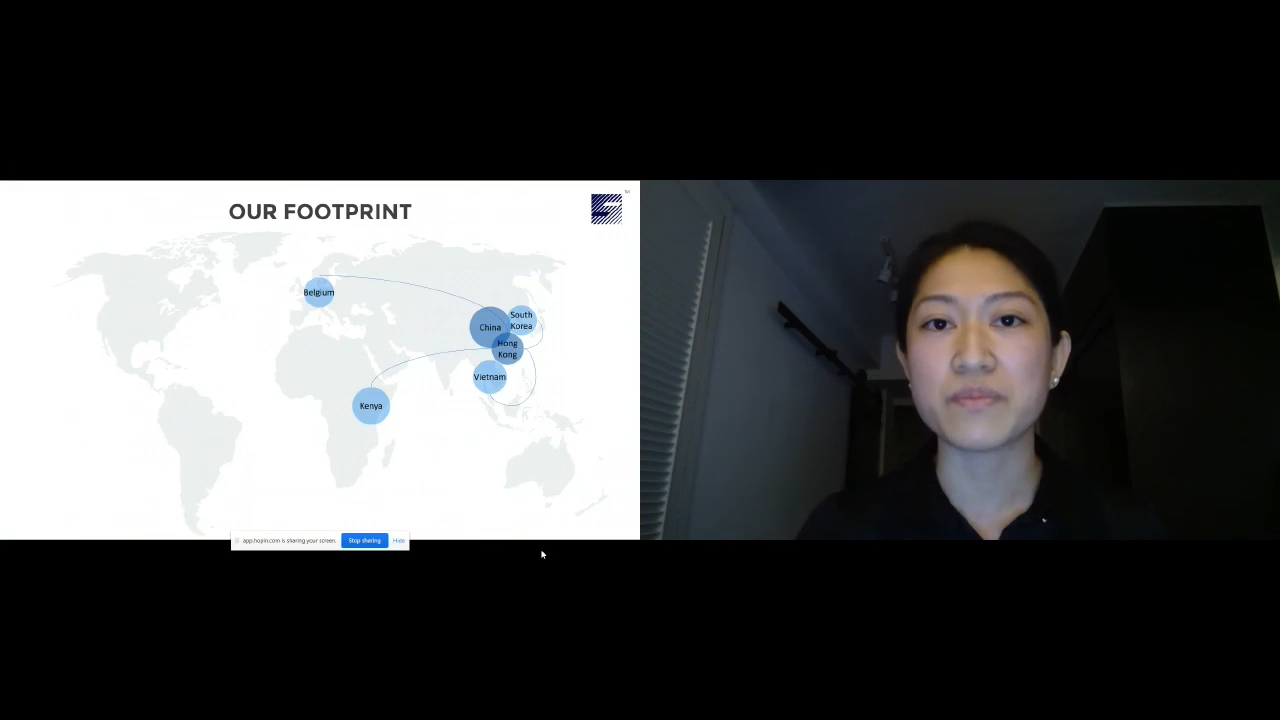 OUR FOOTPRINT
TM
Belgium
South
Korea
China
Hong
Kong
Vietnam
Kenya
app.hopin.com is sharing your screen.
Stop sharing
Hide